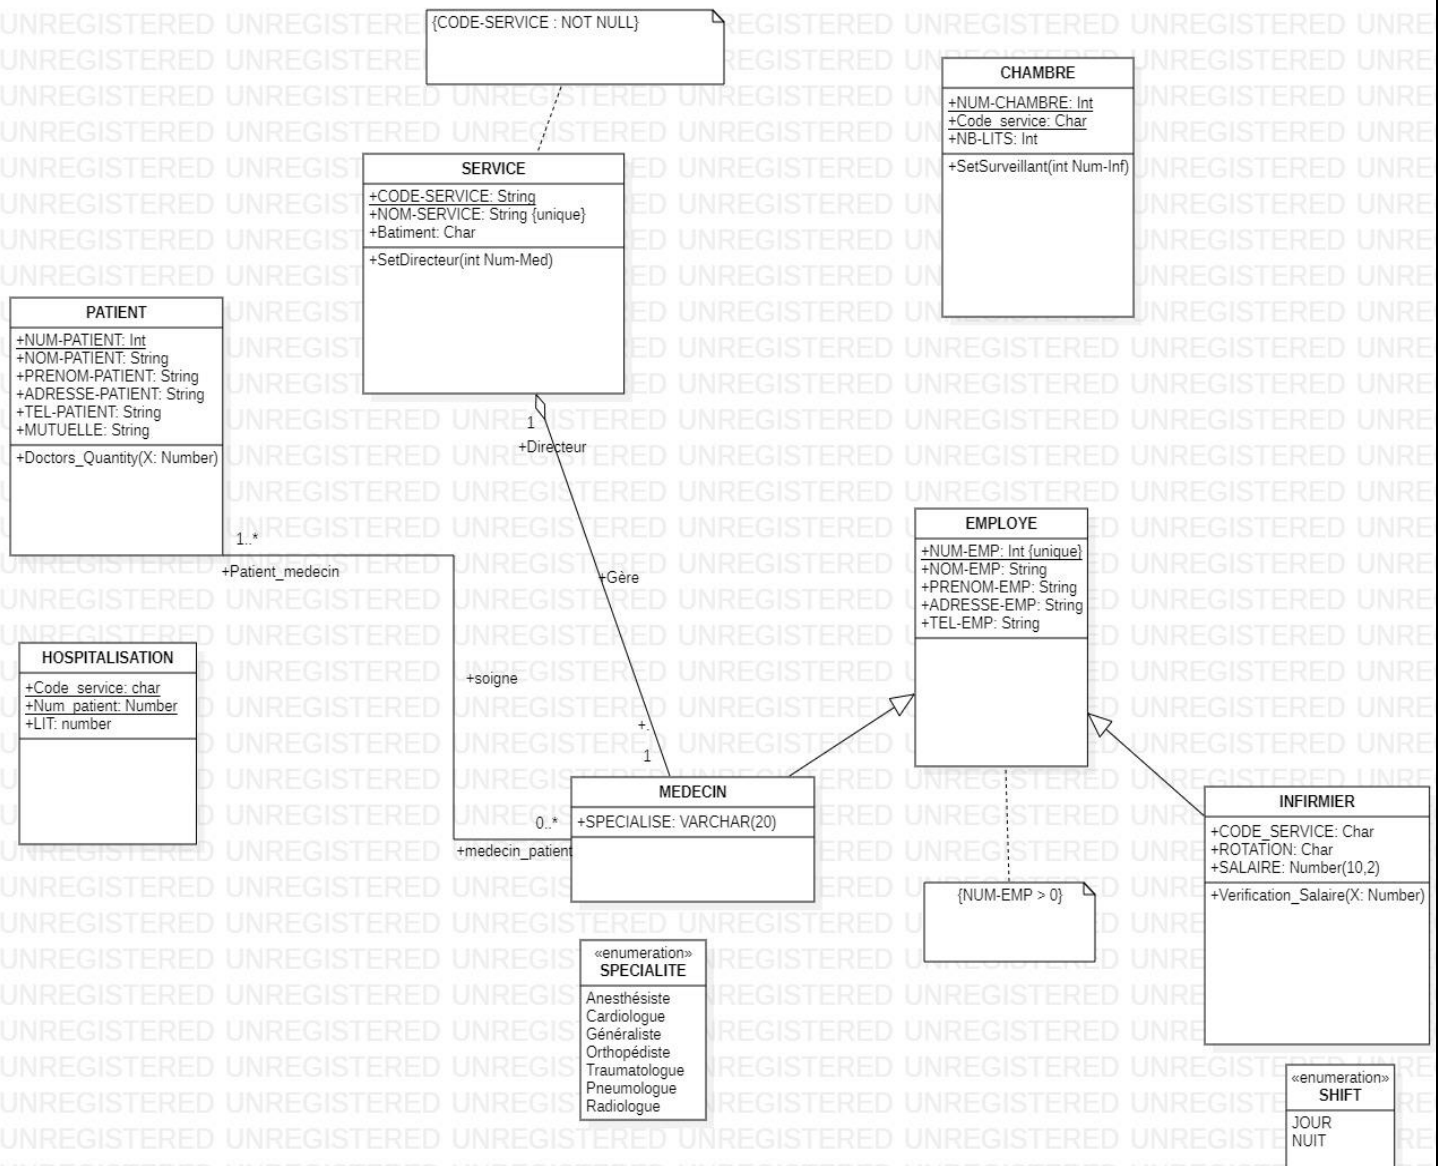 {CODE-SERVICE : NOT NULL}
CHAMBRE
+NUM-CHAMBRE: Int
+Code_service: Char
+NB-LITS: Int
+SetSurveillant(int Num-Inf)
SERVICE
+CODE-SERVICE: String
+NOM-SERVICE: String {unique}
+Batiment: Char
+SetDirecteur(int Num-Med)
PATIENT
+NUM-PATIENT: Int
+NOM-PATIENT: String
+PRENOM-PATIENT: String
+ADRESSE-PATIENT: String
+TEL-PATIENT: String
+MUTUELLE: String
+Doctors_Quantity(X: Number)
1
+Directeur
1..*
+Patient_medecin
+Gère
EMPLOYE
+NUM-EMP: Int {unique}
+NOM-EMP: String
+PRENOM-EMP: String
+ADRESSE-EMP: String
+TEL-EMP: String
HOSPITALISATION
+Code_service: char
+Num_patient: Number
+LIT: number
+soigne
+.
1
MEDECIN
+SPECIALISE: VARCHAR(20)
0..*
+medecin_patient
INFIRMIER
+CODE_SERVICE: Char
+ROTATION: Char
+SALAIRE: Number(10,2)
+Verification_Salaire(X: Number)
{NUM-EMP > 0}
«enumeration»
SPECIALITE
Anesthésiste
Cardiologue
Généraliste
Orthopédiste
Traumatologue
Pneumologue
Radiologue
«enumeration»
SHIFT
JOUR
NUIT
UNREGISTERED